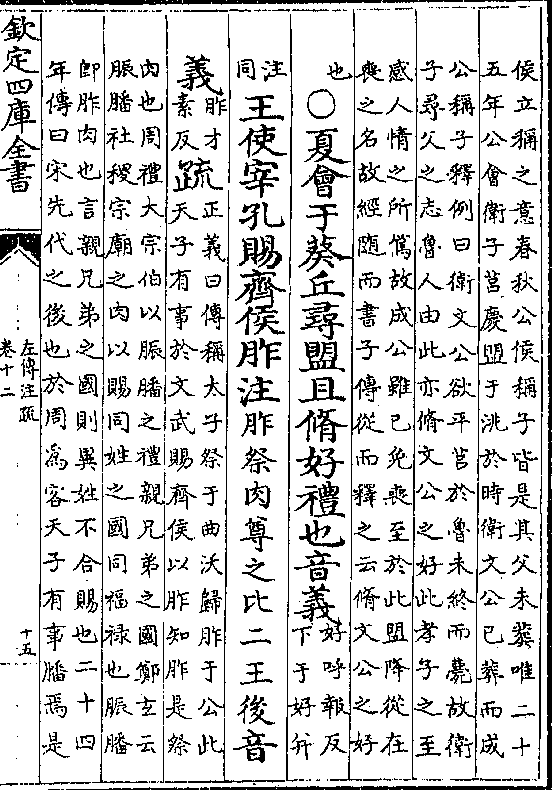 侯立稱之意春秋公侯稱子皆是其父未葬唯二十
五年公會衛子莒慶盟于洮於時衛文公已葬而成
公稱子釋例曰衛文公欲平莒於魯未終而薨故衛
子尋父之志魯人由此亦脩文公之好此孝子之至
感人情之所篤故成公雖已免喪至於此盟降從在
喪之名故經随而書子傳從而釋之云脩文公之好
也
○夏會于葵丘尋盟且脩好禮也音義
好呼報反
下于好并
注同
王使宰孔賜齊侯胙注胙祭肉尊之比二王後音
義
胙才
素反
疏
正義曰傳稱太子祭于曲沃歸胙于公此
天子有事於文武賜齊侯以胙知胙是祭
肉也周禮大宗伯以脤膰之禮親兄弟之國鄭玄云
脤膰社稷宗廟之肉以賜同姓之國同福禄也脤膰
即胙肉也言親兄弟之國則異姓不合賜也二十四
年傳曰宋先代之後也於周為客天子有事膰焉是
欽定四庫全書
左傳注疏
卷十二
十五